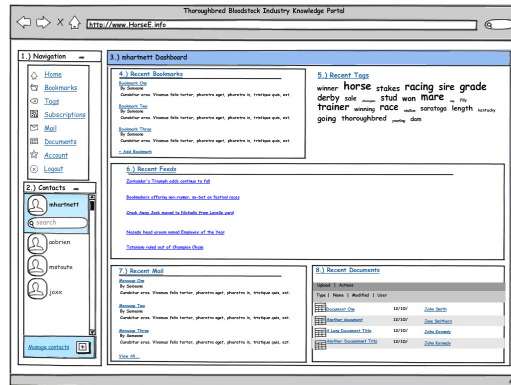 Thoroughbred Bloodstock Industry Knowledge Portal
http://www.HorseE.info
1.) Navigation
Home
Bookmarks
Tags
Subscriptions
Mail
Documents
Account
Logout
2.) Contacts
mhartnett
search
aobrien
mstoute
joxx
Manage contacts
3.) mhartnett Dashboard
4.) Recent Bookmarks
Bookmark One
By Someone
Curabitur eros. Vivamus felis tortor, pharetra eget, pharetra in, tristique quis, est.
Bookmark Two
By Someone
Curabitur eros. Vivamus felis tortor, pharetra eget, pharetra in, tristique quis, est.
Bookmark Three
By Someone
Curabitur eros. Vivamus felis tortor, pharetra eget, pharetra in, tristique quis, est.
+ Add Bookmark
5.) Recent Tags
winner horse stakes racing sire grade
derby sale stud won mare filly
trainer winning race stallion saratoga length kentucky
going thoroughbred yearling dam
6.) Recent Feeds
Zarkandar's Triumph odds continue to fall
Bookmakers offering non-runner, no-bet on festival races
Crack Away Jack moved to Nicholls from Lavelle yard
Naseda head groom named Employee of the Year
Tataniano ruled out of Champion Chase
7.) Recent Mail
Message One
By Someone
Curabitur eros. Vivamus felis tortor, pharetra eget, pharetra in, tristique quis, est.
Message Two
By Someone
Curabitur eros. Vivamus felis tortor, pharetra eget, pharetra in, tristique quis, est.
Message Three
By Someone
Curabitur eros. Vivamus felis tortor, pharetra eget, pharetra in, tristique quis, est.
View All...
8.) Recent Documents
Upload | Actions
Type | Name | Modified | User
Document One 12/10/ John Smith
Another document 12/10/ Jane Smithers
A Long Document Title 12/10/ John Kennedy
Another Document Title 12/10/ John Kennedy